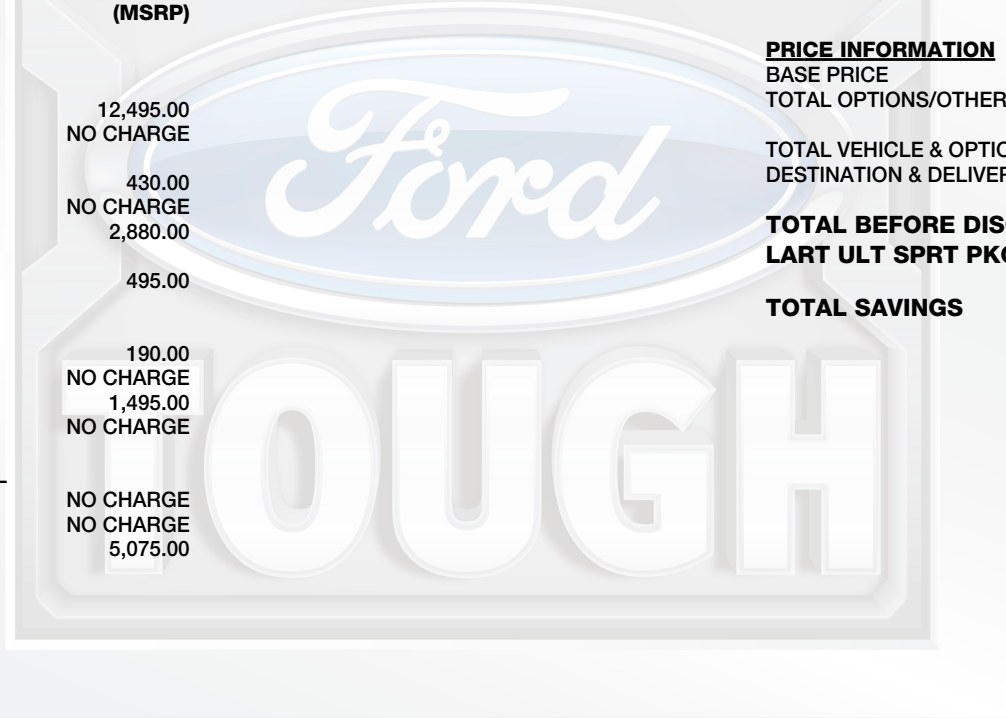 (MSRP)
12,495.00
NO CHARGE
430.00
NO CHARGE
2,880.00
495.00
190.00
NO CHARGE
1,495.00
NO CHARGE
NO CHARGE
NO CHARGE
5,075.00
PRICE INFORMATION
BASE PRICE
TOTAL OPTIONS/OTHER
TOTAL VEHICLE & OPTIO
DESTINATION & DELIVER
TOTAL BEFORE DIS
LART ULT SPRT PK
TOTAL SAVINGS
Ford
TOUGH